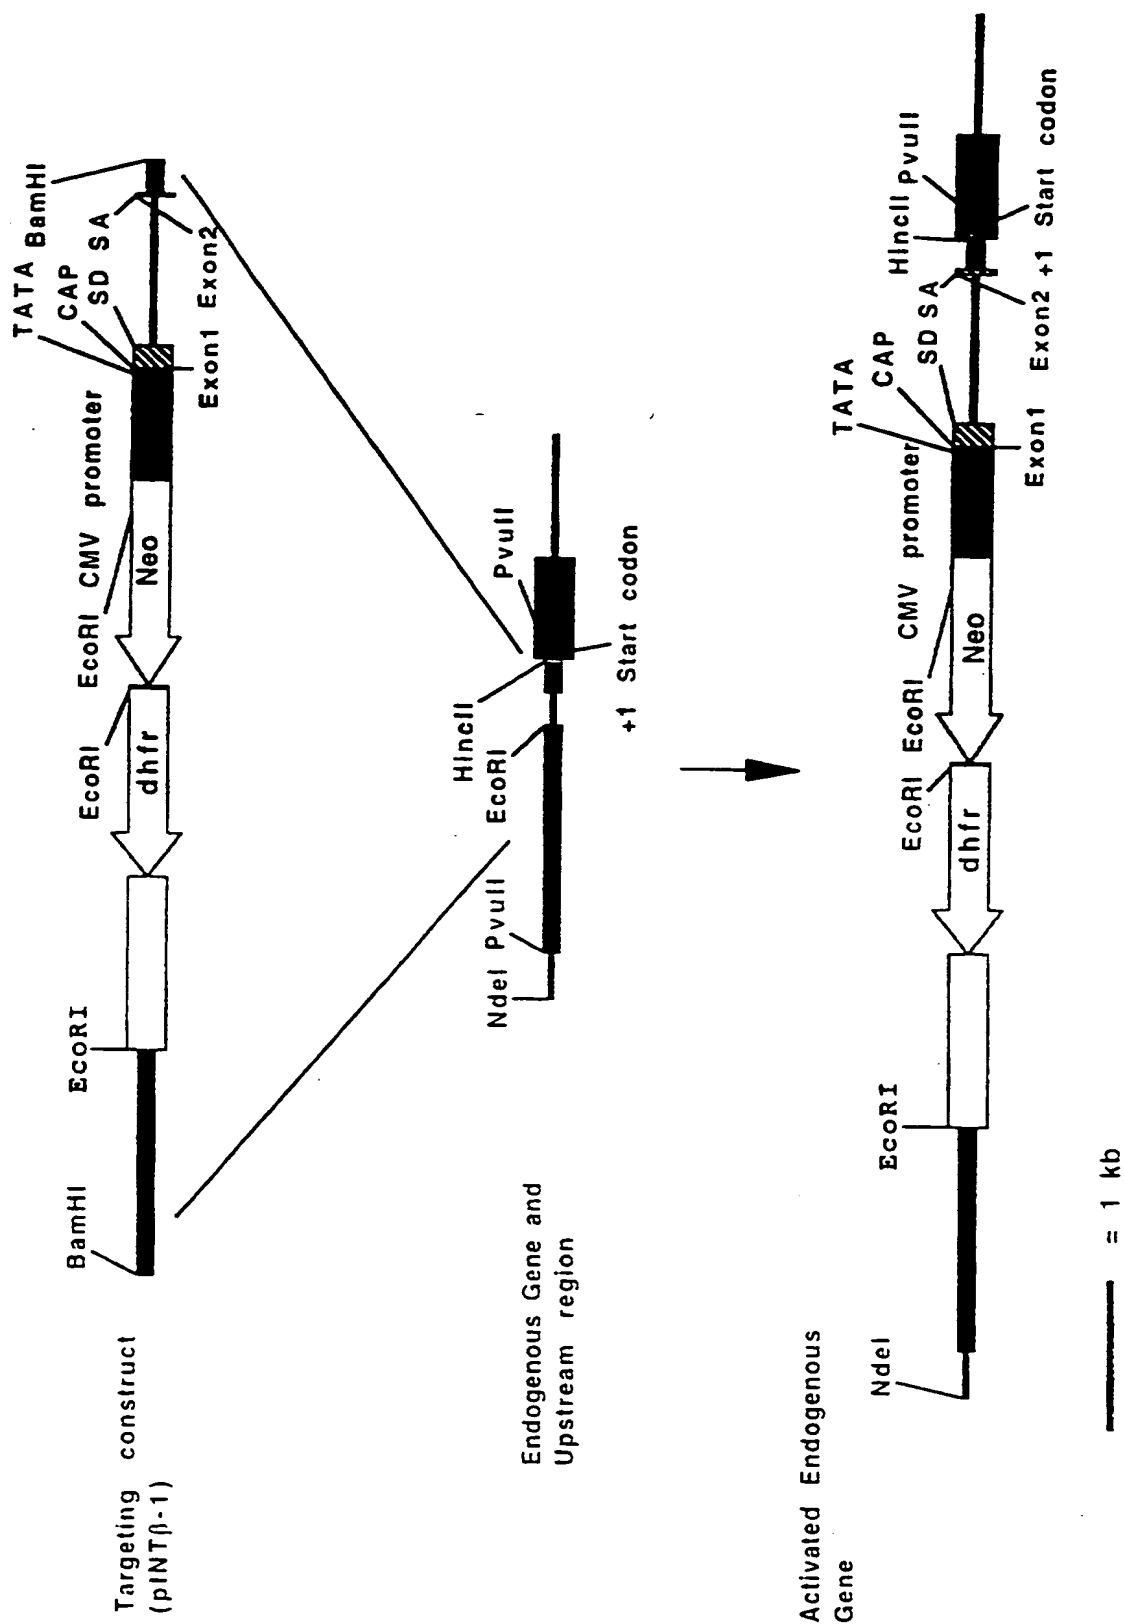 Targeting construct
(pINTβ-1)
BamHI
EcoRI
EcoRI
EcoRI
CMV promoter
TATA
CAP
SD
SA
BamHI
dhfr
Neo
Exon1
Exon2
Endogenous Gene and
Upstream region
NdeI
PvuII
EcoRI
HincII
PvuII
+1 Start codon
Activated Endogenous
Gene
NdeI
EcoRI
EcoRI
EcoRI
CMV promoter
TATA
CAP
SD
SA
HincII
PvuII
dhfr
Neo
Exon1
Exon2
+1 Start codon
= 1 kb